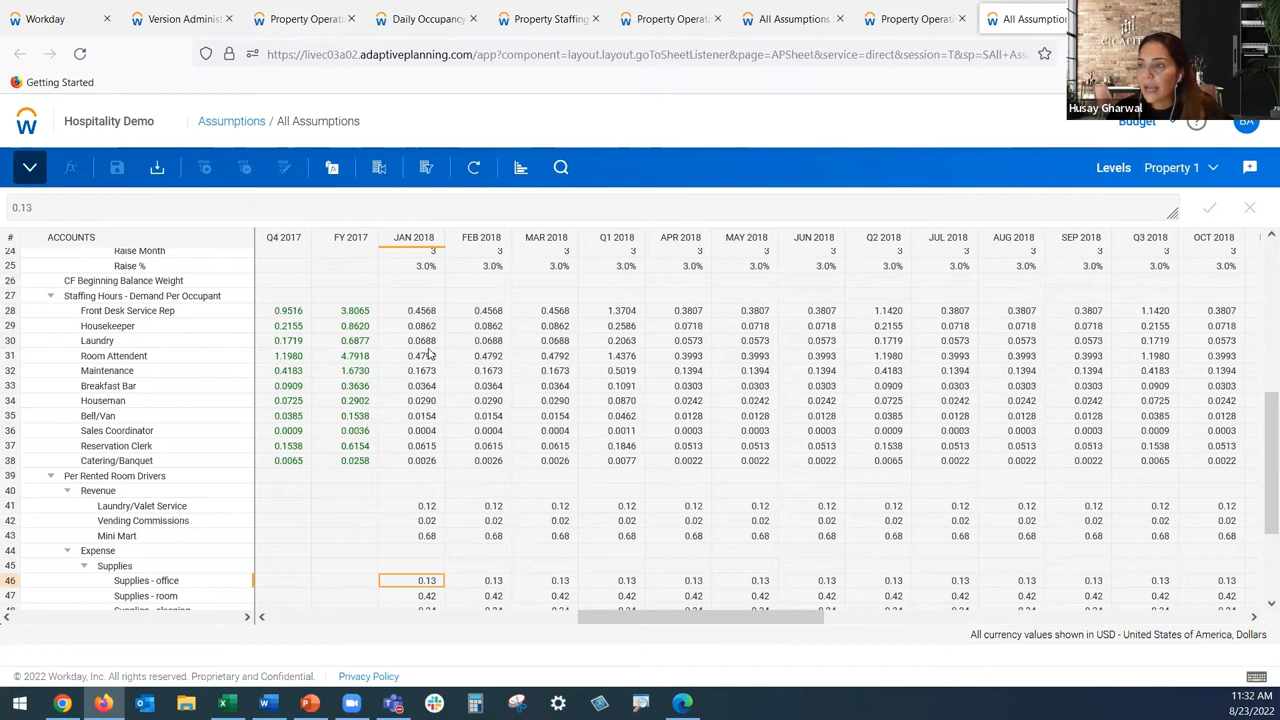 Workday
Version Adminis
Property Operati
Daily Occupancy
Property Staffing
Property Operati
All Assumptions
Property Operati
All Assumption
https://livec03a02.adaptiveplanning.com/app?component=layout.layout.goToSheetListener&page=APSheet&service=direct&session=T&sp=SAll+As
Getting Started
Husay Gharwal
Hospitality Demo
Assumptions / All Assumptions
Budget
BA
fx
Levels Property 1
0.13
# ACCOUNTS Q4 2017 FY 2017 JAN 2018 FEB 2018 MAR 2018 Q1 2018 APR 2018 MAY 2018 JUN 2018 Q2 2018 JUL 2018 AUG 2018 SEP 2018 Q3 2018 OCT 2018
24 Raise Month 3 3 3 3 3 3 3 3 3 3 3 3 3
25 Raise % 3.0% 3.0% 3.0% 3.0% 3.0% 3.0% 3.0% 3.0% 3.0% 3.0% 3.0% 3.0% 3.0%
26 CF Beginning Balance Weight
27 Staffing Hours - Demand Per Occupant
28 Front Desk Service Rep 0.9516 3.8065 0.4568 0.4568 0.4568 1.3704 0.3807 0.3807 0.3807 1.1420 0.3807 0.3807 0.3807 1.1420 0.3807
29 Housekeeper 0.2155 0.8620 0.0862 0.0862 0.0862 0.2586 0.0718 0.0718 0.0718 0.2155 0.0718 0.0718 0.0718 0.2155 0.0718
30 Laundry 0.1719 0.6877 0.0688 0.0688 0.0688 0.2063 0.0573 0.0573 0.0573 0.1719 0.0573 0.0573 0.0573 0.1719 0.0573
31 Room Attendent 1.1980 4.7918 0.4792 0.4792 0.4792 1.4376 0.3993 0.3993 0.3993 1.1980 0.3993 0.3993 0.3993 1.1980 0.3993
32 Maintenance 0.4183 1.6730 0.1673 0.1673 0.1673 0.5019 0.1394 0.1394 0.1394 0.4183 0.1394 0.1394 0.1394 0.4183 0.1394
33 Breakfast Bar 0.0909 0.3636 0.0364 0.0364 0.0364 0.1091 0.0303 0.0303 0.0303 0.0909 0.0303 0.0303 0.0303 0.0909 0.0303
34 Houseman 0.0725 0.2902 0.0290 0.0290 0.0290 0.0870 0.0242 0.0242 0.0242 0.0725 0.0242 0.0242 0.0242 0.0725 0.0242
35 Bell/Van 0.0385 0.1538 0.0154 0.0154 0.0154 0.0462 0.0128 0.0128 0.0128 0.0385 0.0128 0.0128 0.0128 0.0385 0.0128
36 Sales Coordinator 0.0009 0.0036 0.0004 0.0004 0.0004 0.0011 0.0003 0.0003 0.0003 0.0009 0.0003 0.0003 0.0003 0.0009 0.0003
37 Reservation Clerk 0.1538 0.6154 0.0615 0.0615 0.0615 0.1846 0.0513 0.0513 0.0513 0.1538 0.0513 0.0513 0.0513 0.1538 0.0513
38 Catering/Banquet 0.0065 0.0258 0.0026 0.0026 0.0026 0.0077 0.0022 0.0022 0.0022 0.0065 0.0022 0.0022 0.0022 0.0065 0.0022
39 Per Rented Room Drivers
40 Revenue
41 Laundry/Valet Service 0.12 0.12 0.12 0.12 0.12 0.12 0.12 0.12 0.12 0.12 0.12 0.12 0.12
42 Vending Commissions 0.02 0.02 0.02 0.02 0.02 0.02 0.02 0.02 0.02 0.02 0.02 0.02 0.02
43 Mini Mart 0.68 0.68 0.68 0.68 0.68 0.68 0.68 0.68 0.68 0.68 0.68 0.68 0.68
44 Expense
45 Supplies
46 Supplies - office 0.13 0.13 0.13 0.13 0.13 0.13 0.13 0.13 0.13 0.13 0.13 0.13 0.13
47 Supplies - room 0.42 0.42 0.42 0.42 0.42 0.42 0.42 0.42 0.42 0.42 0.42 0.42 0.42
All currency values shown in USD - United States of America, Dollars
© 2022 Workday, Inc. All rights reserved. Proprietary and Confidential. Privacy Policy
11:32 AM
8/23/2022